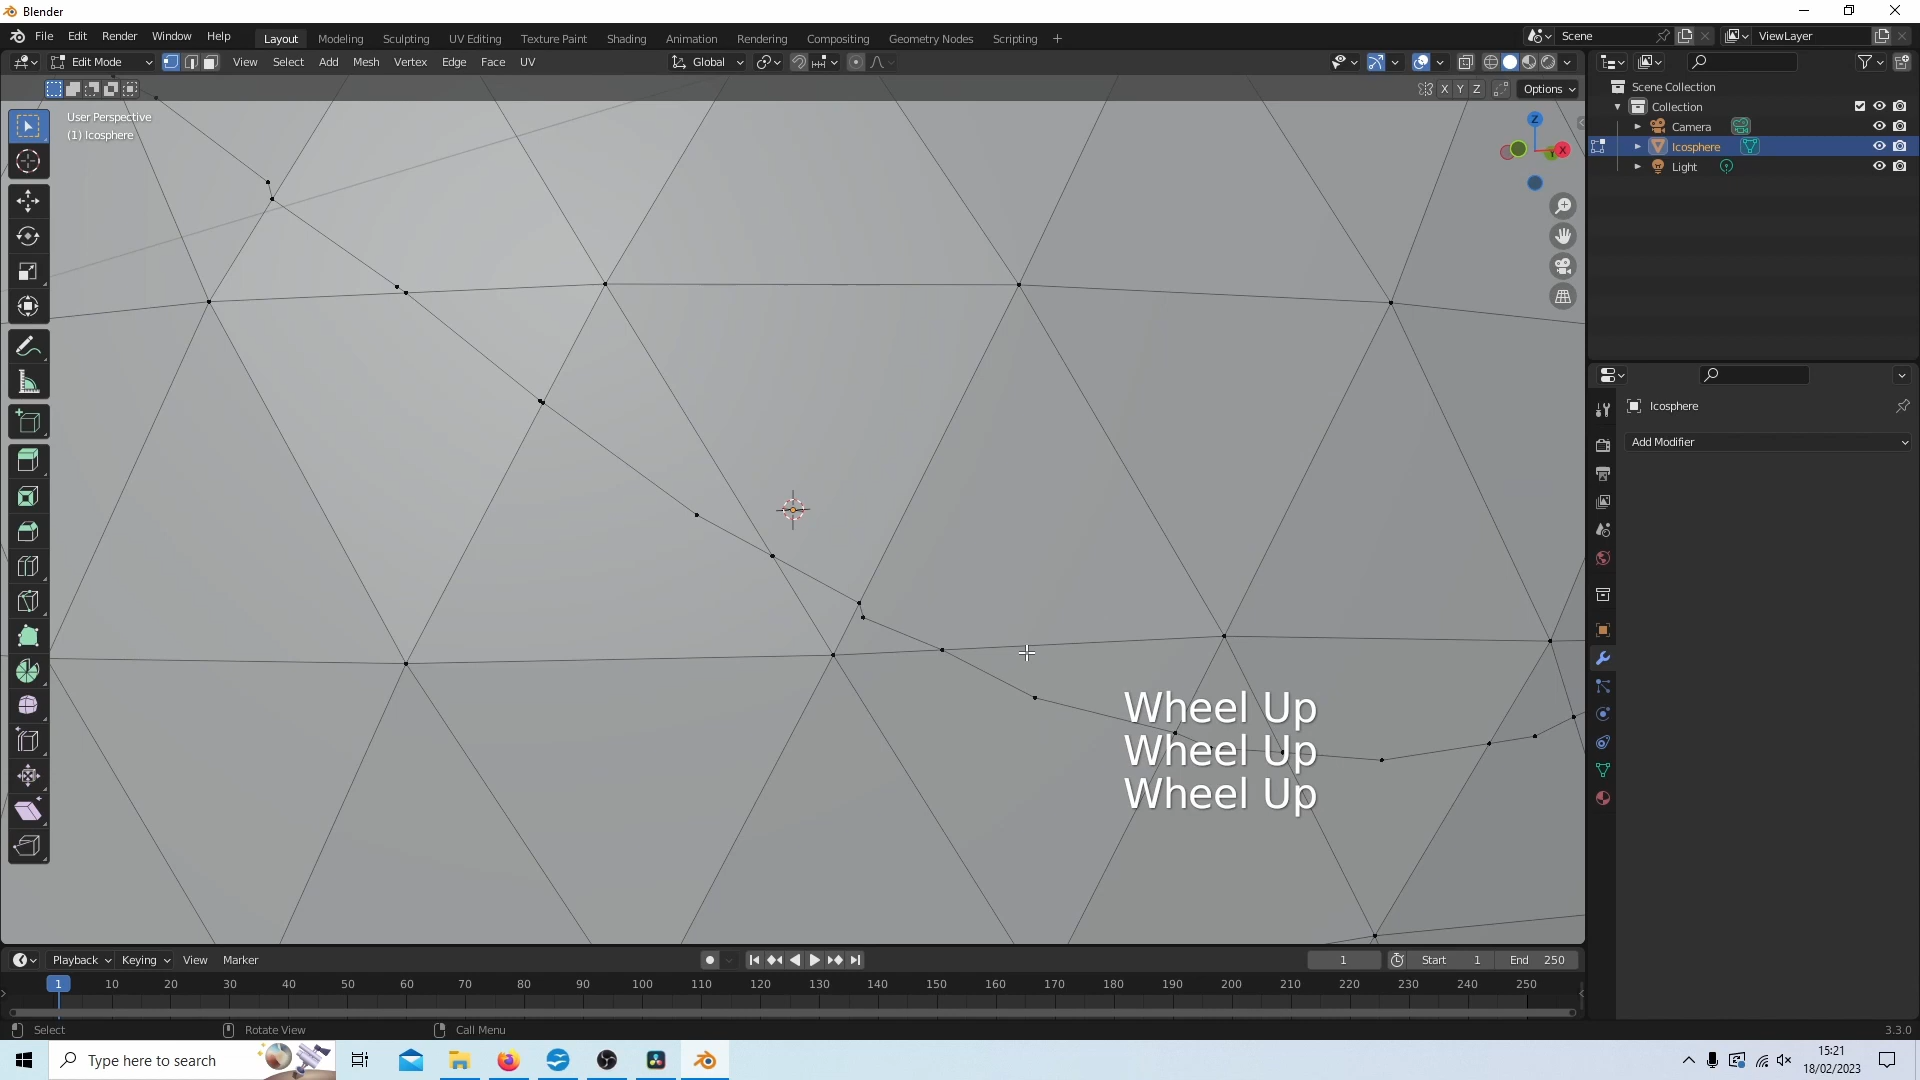 Blender
File Edit Render Window Help
Layout Modeling Sculpting UV Editing Texture Paint Shading Animation Rendering Compositing Geometry Nodes Scripting +
Scene
ViewLayer
Edit Mode View Select Add Mesh Vertex Edge Face UV
Global
X Y Z Options
User Perspective
(1) Icosphere
Z
X
Y
Scene Collection
Collection
Camera
Icosphere
Light
Icosphere
Add Modifier
Wheel Up
Wheel Up
Wheel Up
Playback Keying View Marker
1 Start 1 End 250
1 10 20 30 40 50 60 70 80 90 100 110 120 130 140 150 160 170 180 190 200 210 220 230 240 250
Select Rotate View Call Menu
3.3.0
Type here to search
15:21
18/02/2023